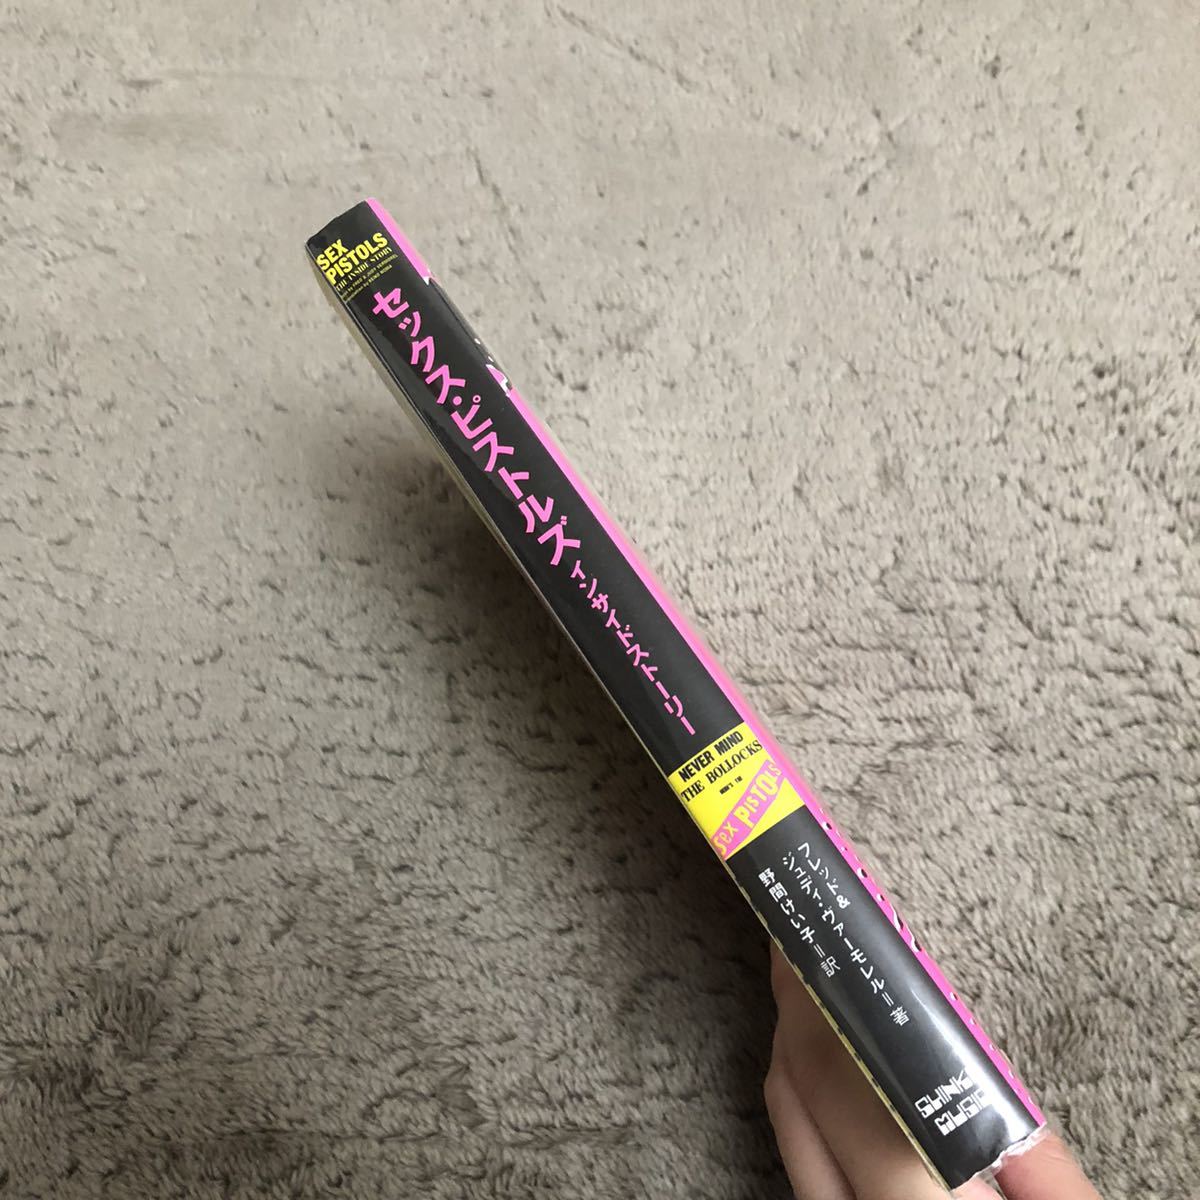 SEX
PISTOLS
THE INSIDE STORY
セックス・ピストルズ
インサイドストーリー
NEVER MIND
THE BOLLOCKS
HERE'S THE
SEX PISTOLS
フレッド&
ジュディ・ヴァーモレル=著
野間けい子=訳
SHINKO